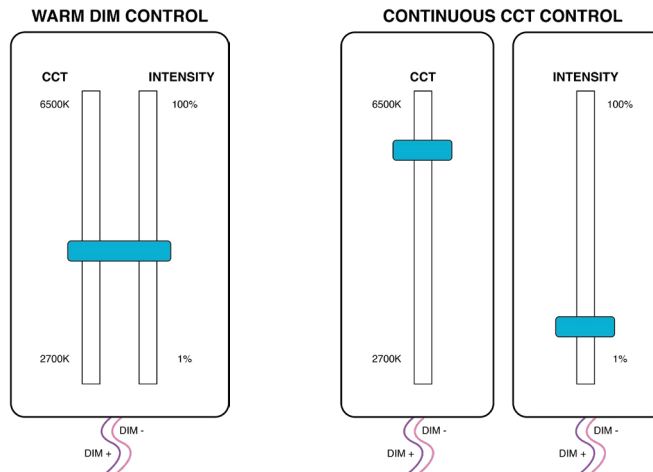 WARM DIM CONTROL
CCT
INTENSITY
6500K
100%
2700K
1%
DIM -
DIM +
CONTINUOUS CCT CONTROL
CCT
6500K
2700K
DIM -
DIM +
INTENSITY
100%
1%
DIM -
DIM +